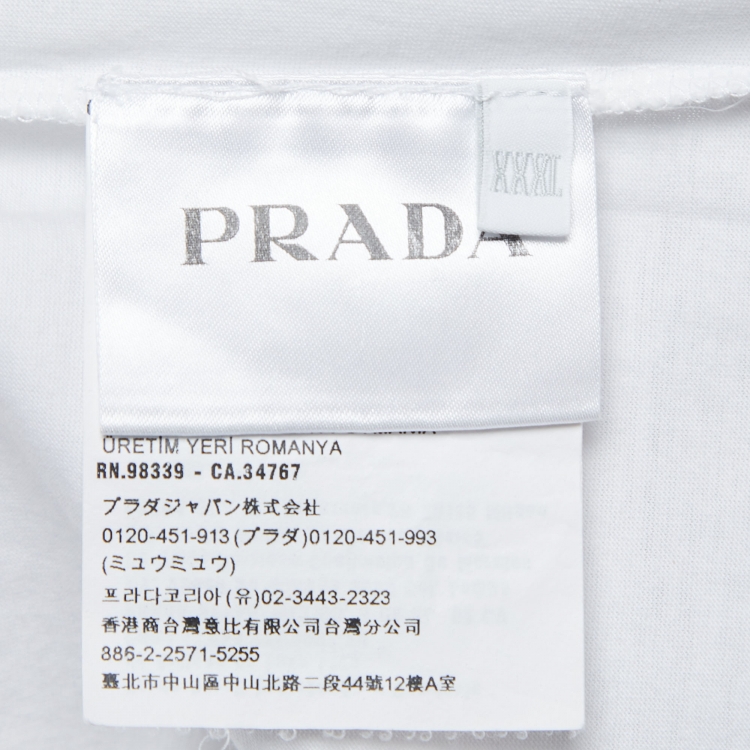 PRADA
XXXL
ÜRETİM YERİ ROMANYA
RN.98339 - CA.34767
プラダジャパン株式会社
0120-451-913(プラダ)0120-451-993
(ミュウミュウ)
프라다코리아(유)02-3443-2323
香港商台灣意比有限公司台灣分公司
886-2-2571-5255
臺北市中山區中山北路二段44號12樓A室